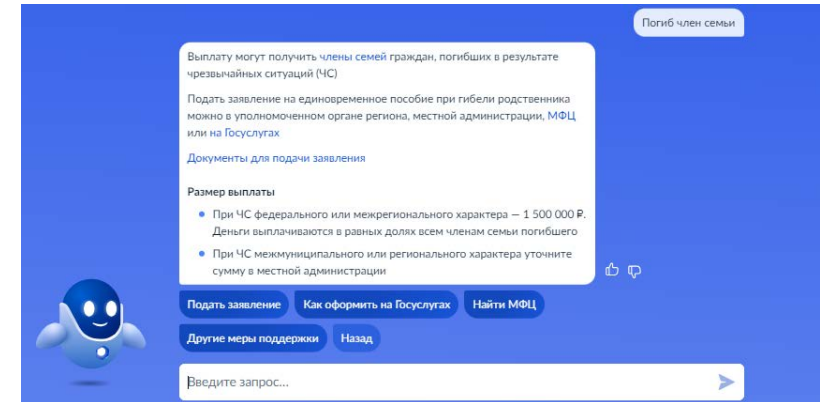 Погиб член семьи
Выплату могут получить члены семей граждан, погибших в результате
чрезвычайных ситуаций (ЧС)
Подать заявление на единовременное пособие при гибели родственника
можно в уполномоченном органе региона, местной администрации, МФЦ
или на Госуслугах
Документы для подачи заявления
Размер выплаты
При ЧС федерального или межрегионального характера — 1 500 000 ₽.
Деньги выплачиваются в равных долях всем членам семьи погибшего
При ЧС межмуниципального или регионального характера уточните
сумму в местной администрации
Подать заявление Как оформить на Госуслугах Найти МФЦ
Другие меры поддержки Назад
Введите запрос...